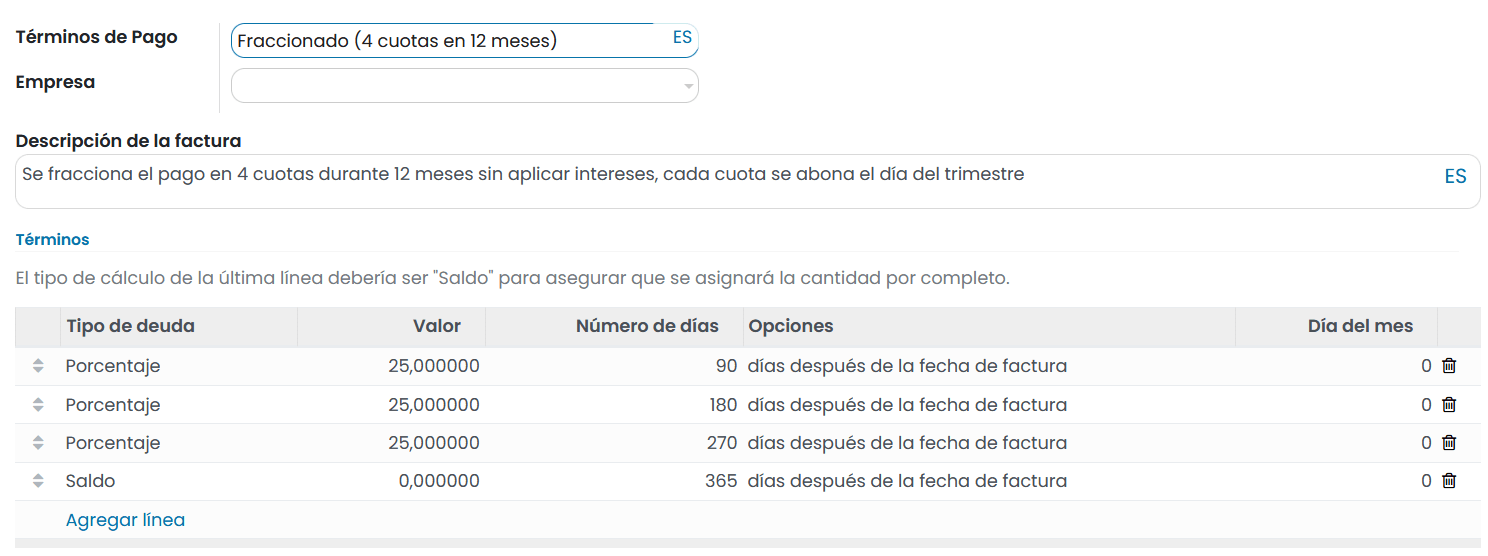 Términos de Pago
Fraccionado (4 cuotas en 12 meses) ES
Empresa
Descripción de la factura
Se fracciona el pago en 4 cuotas durante 12 meses sin aplicar intereses, cada cuota se abona el día del trimestre ES
Términos
El tipo de cálculo de la última línea debería ser "Saldo" para asegurar que se asignará la cantidad por completo.
Tipo de deuda Valor Número de días Opciones Día del mes
Porcentaje 25,000000 90 días después de la fecha de factura 0
Porcentaje 25,000000 180 días después de la fecha de factura 0
Porcentaje 25,000000 270 días después de la fecha de factura 0
Saldo 0,000000 365 días después de la fecha de factura 0
Agregar línea